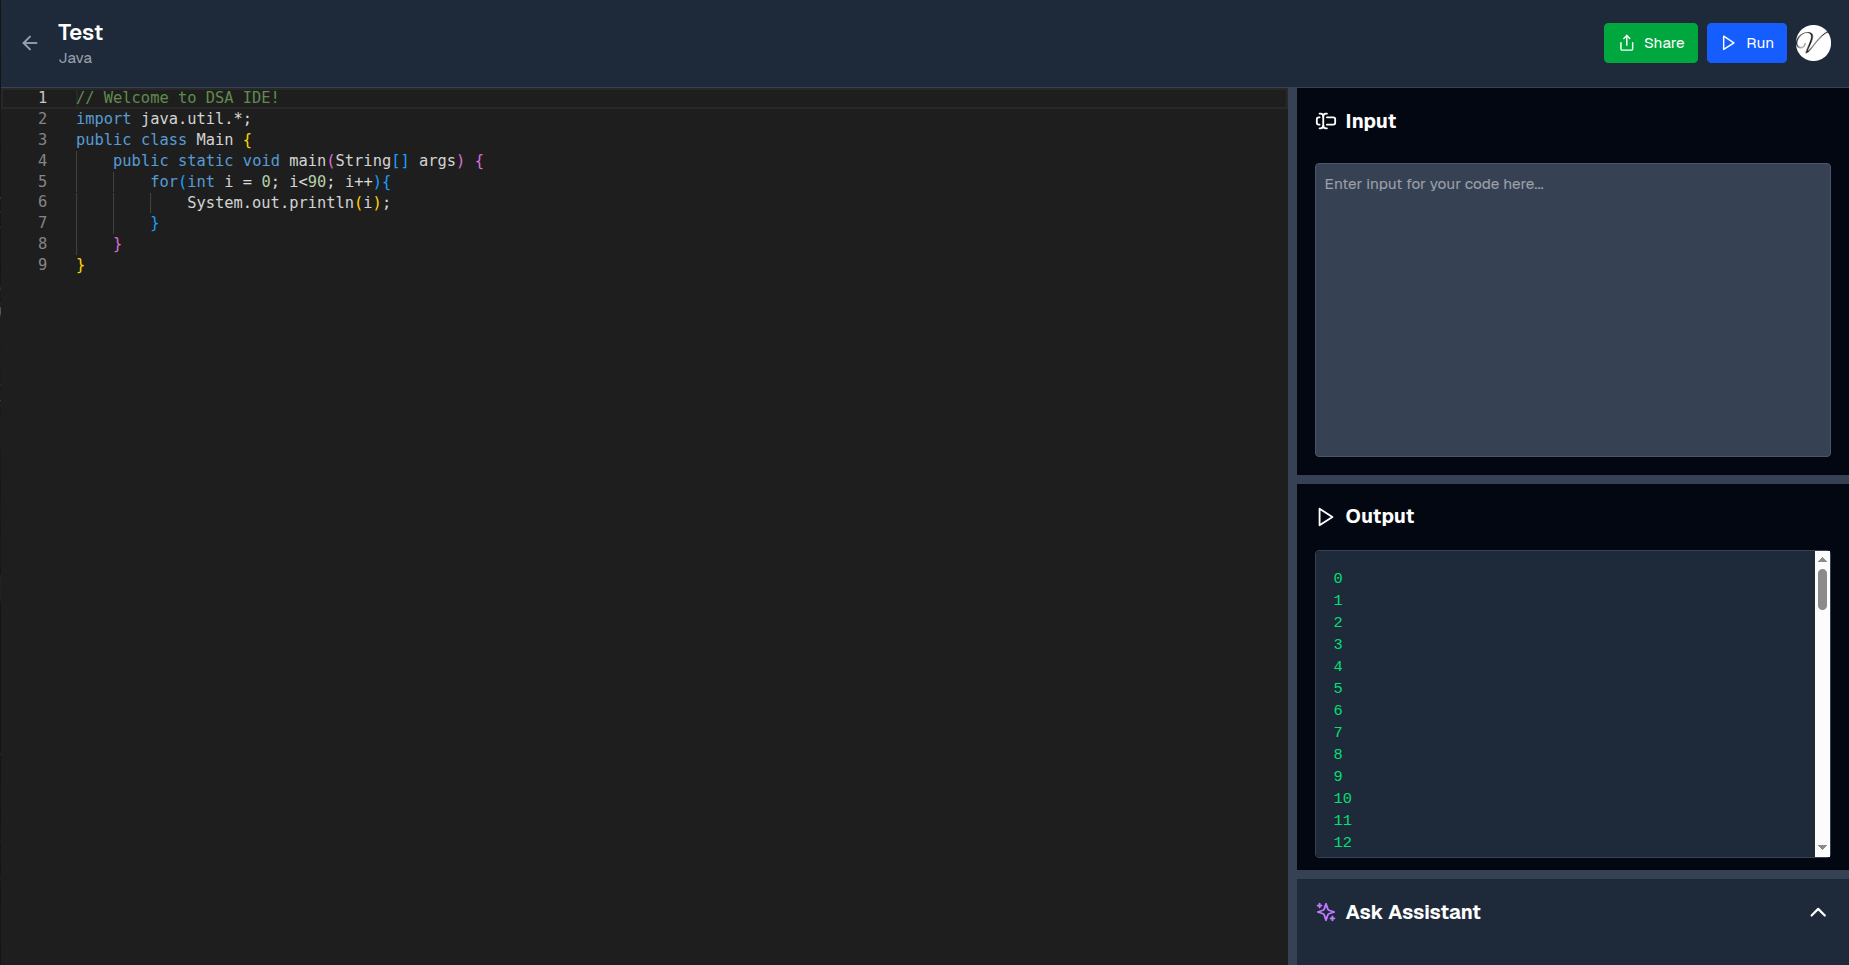 Test
Java
Share
Run
V
1 // Welcome to DSA IDE!
2 import java.util.*;
3 public class Main {
4     public static void main(String[] args) {
5         for(int i = 0; i<90; i++){
6             System.out.println(i);
7         }
8     }
9 }
Input
Enter input for your code here...
Output
0
1
2
3
4
5
6
7
8
9
10
11
12
Ask Assistant